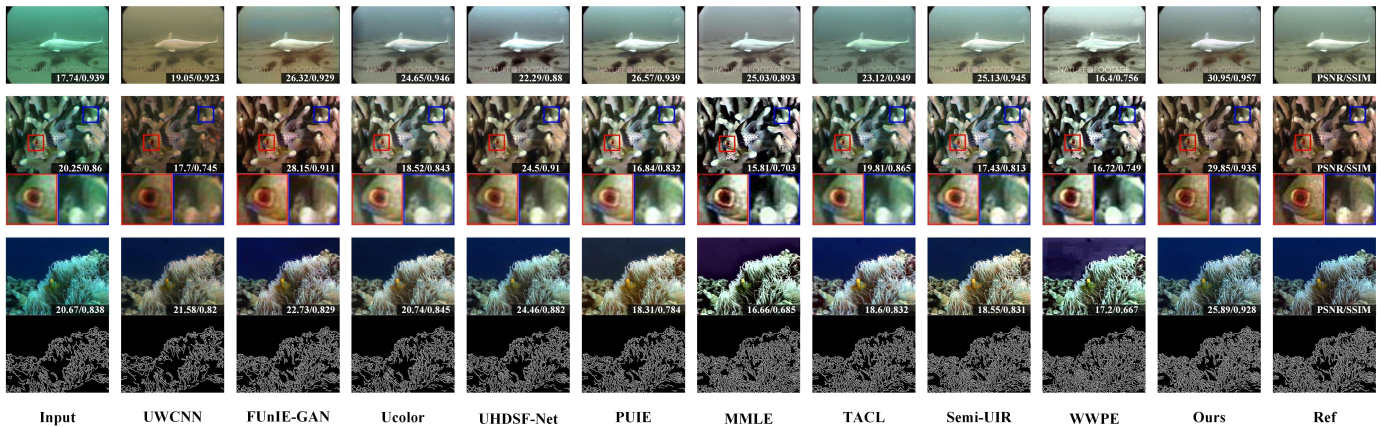 NATURE FOOTAGE
17.74/0.939 19.05/0.923 26.32/0.929 24.65/0.946 22.29/0.88 26.57/0.939 25.03/0.893 23.12/0.949 25.13/0.945 16.4/0.756 30.95/0.957 PSNR/SSIM
20.25/0.86 17.7/0.745 28.15/0.911 18.52/0.843 24.5/0.91 16.84/0.832 15.81/0.703 19.81/0.865 17.43/0.813 16.72/0.749 29.85/0.935 PSNR/SSIM
20.67/0.838 21.58/0.82 22.73/0.829 20.74/0.845 24.46/0.882 18.31/0.784 16.66/0.685 18.6/0.832 18.55/0.831 17.2/0.667 25.89/0.928 PSNR/SSIM
Input UWCNN FUnIE-GAN Ucolor UHDSF-Net PUIE MMLE TACL Semi-UIR WWPE Ours Ref